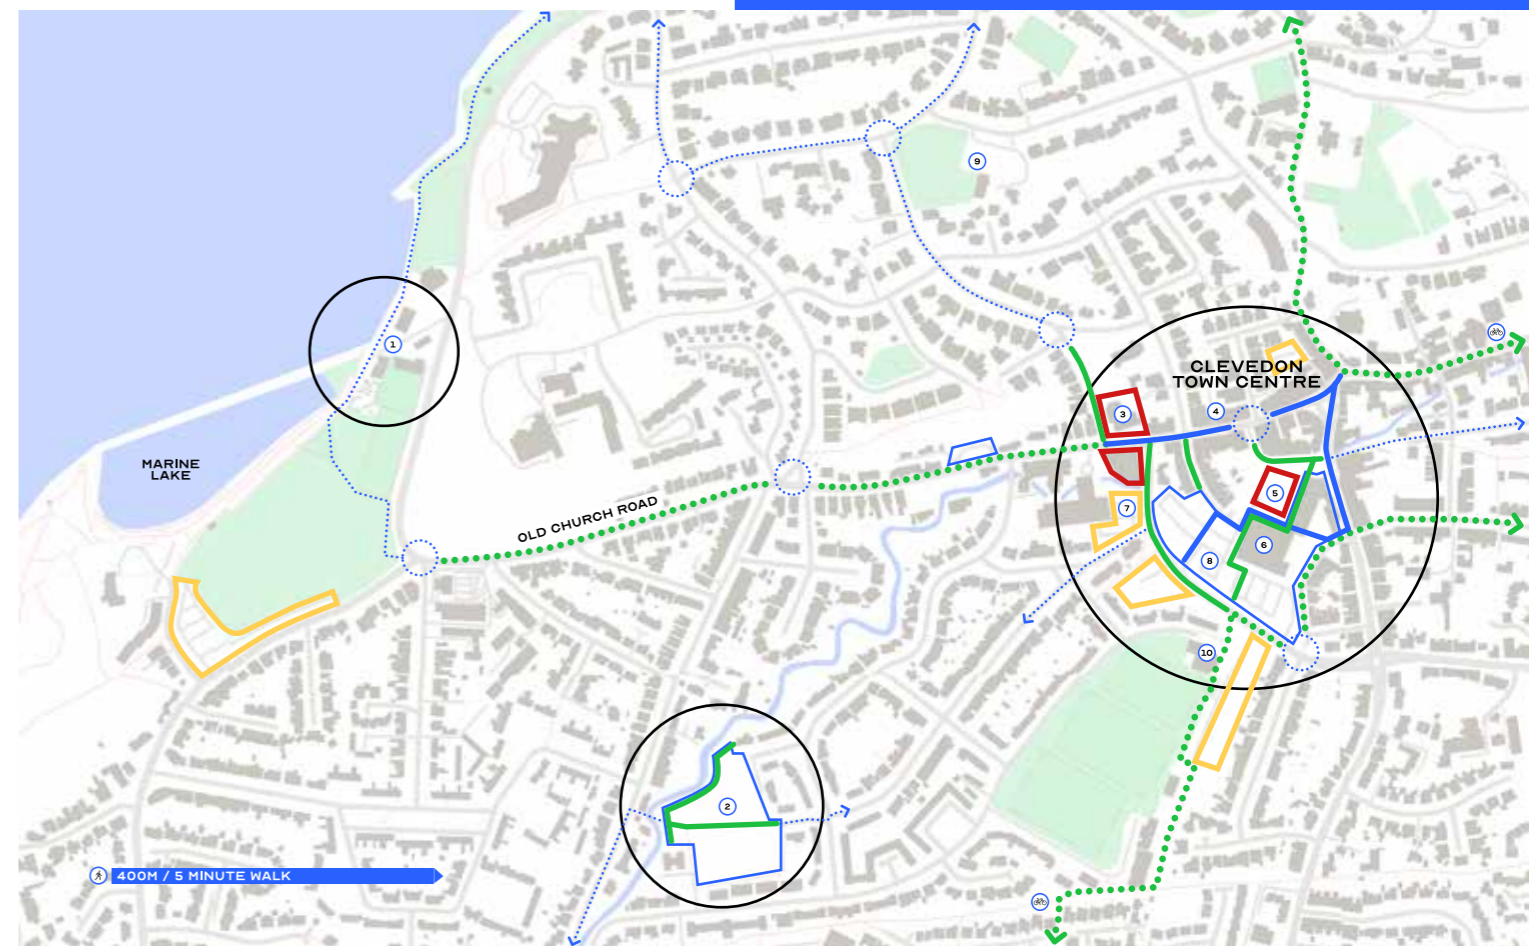 9
1
CLEVEDON
TOWN CENTRE
3
4
MARINE
LAKE
5
7
OLD CHURCH ROAD
6
8
10
2
400M / 5 MINUTE WALK